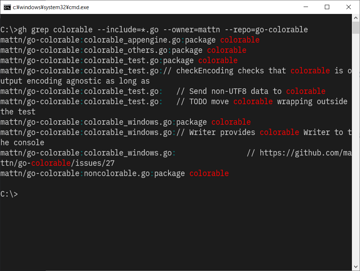 c:\windows\system32\cmd.exe
C:\>gh grep colorable --include=*.go --owner=mattn --repo=go-colorable
mattn/go-colorable:colorable_appengine.go:package colorable
mattn/go-colorable:colorable_others.go:package colorable
mattn/go-colorable:colorable_test.go:package colorable
mattn/go-colorable:colorable_test.go:// checkEncoding checks that colorable is o
utput encoding agnostic as long as
mattn/go-colorable:colorable_test.go:   // Send non-UTF8 data to colorable
mattn/go-colorable:colorable_test.go:   // TODO move colorable wrapping outside
the test
mattn/go-colorable:colorable_windows.go:package colorable
mattn/go-colorable:colorable_windows.go:// Writer provides colorable Writer to t
he console
mattn/go-colorable:colorable_windows.go:                // https://github.com/ma
ttn/go-colorable/issues/27
mattn/go-colorable:noncolorable.go:package colorable
C:\>